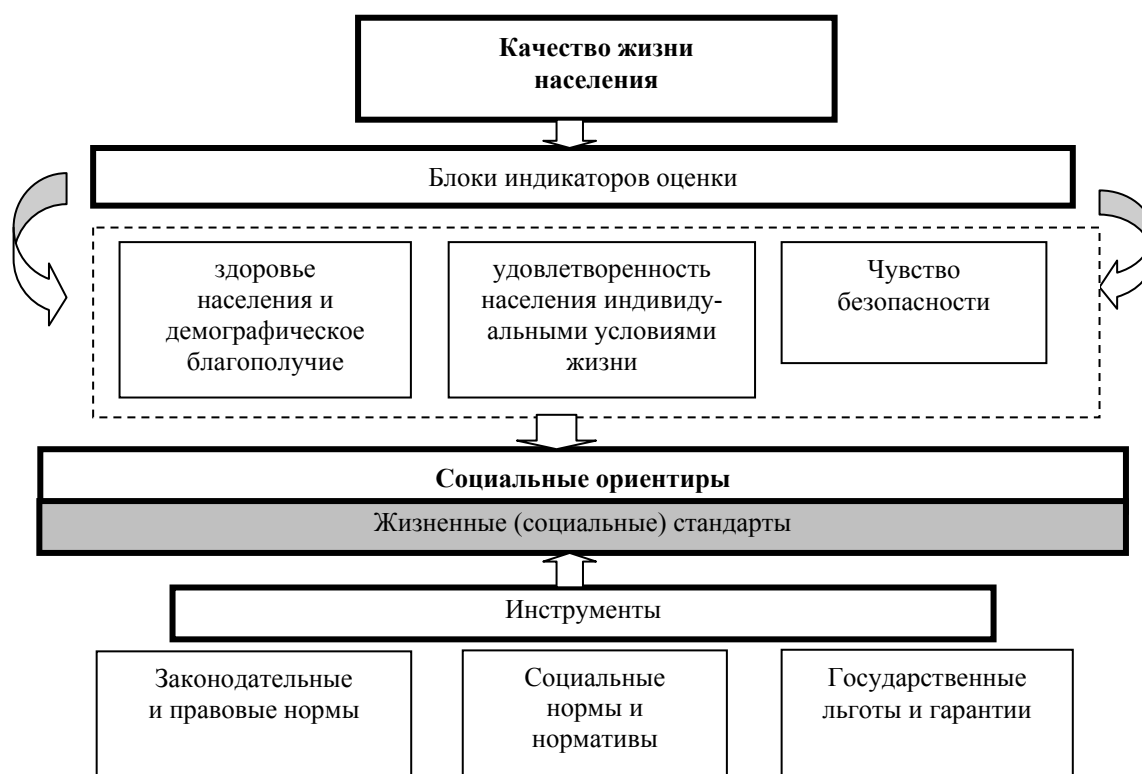 Качество жизни
населения
Блоки индикаторов оценки
здоровье
населения и
демографическое
благополучие
удовлетворенность
населения индивиду-
альными условиями
жизни
Чувство
безопасности
Социальные ориентиры
Жизненные (социальные) стандарты
Инструменты
Законодательные
и правовые нормы
Социальные
нормы и
нормативы
Государственные
льготы и гарантии